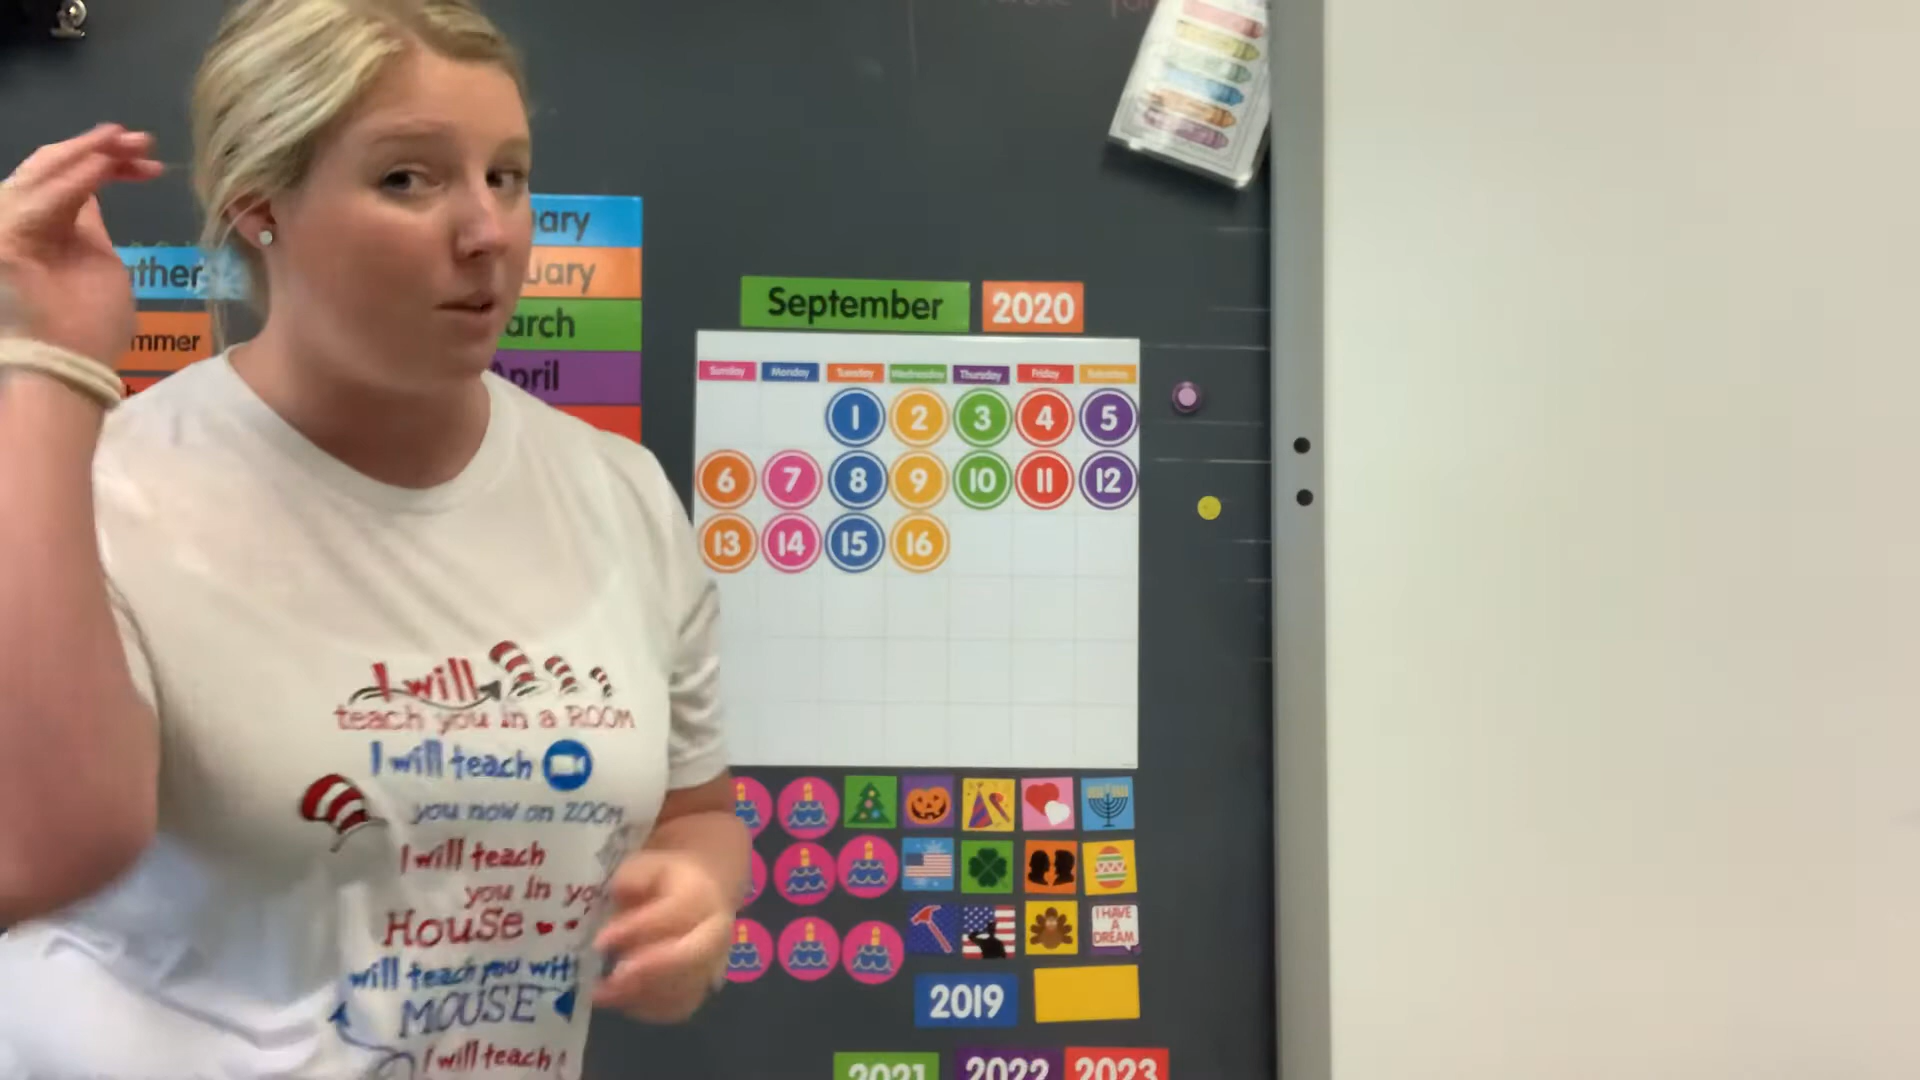 uary
ther
uary
mmer
arch
April
September 2020
Sunday Monday Tuesday Wednesday Thursday Friday Saturday
1 2 3 4 5
6 7 8 9 10 11 12
13 14 15 16
I will
teach you in a ROOM
I will teach
you now on ZOOM
I will teach
you in yo
House
will teach you with
MOUSE
I will teach
I HAVE
A
DREAM
2019
2021 2022 2023